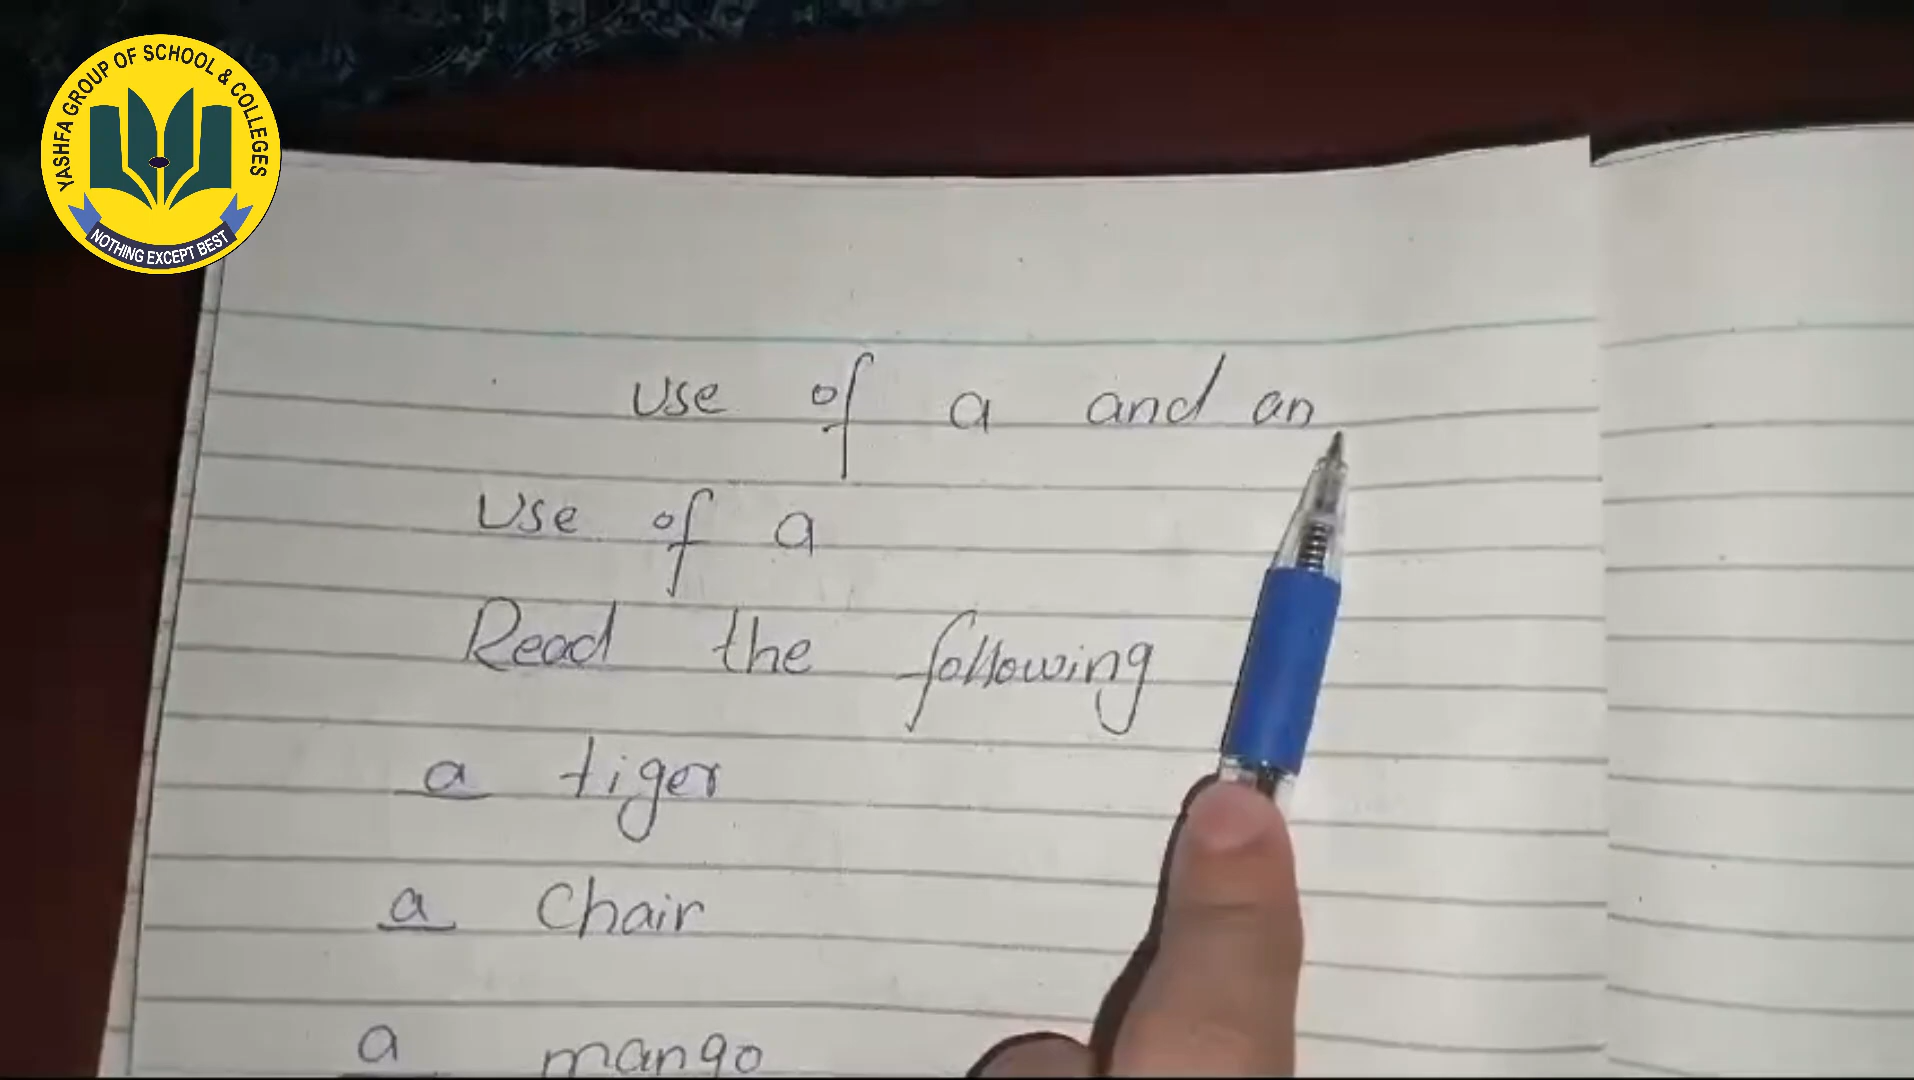 YASHFA GROUP OF SCHOOL & COLLEGES
NOTHING EXCEPT BEST
Use of a and an
Use of a
Read the following
a tiger
a Chair
a mango